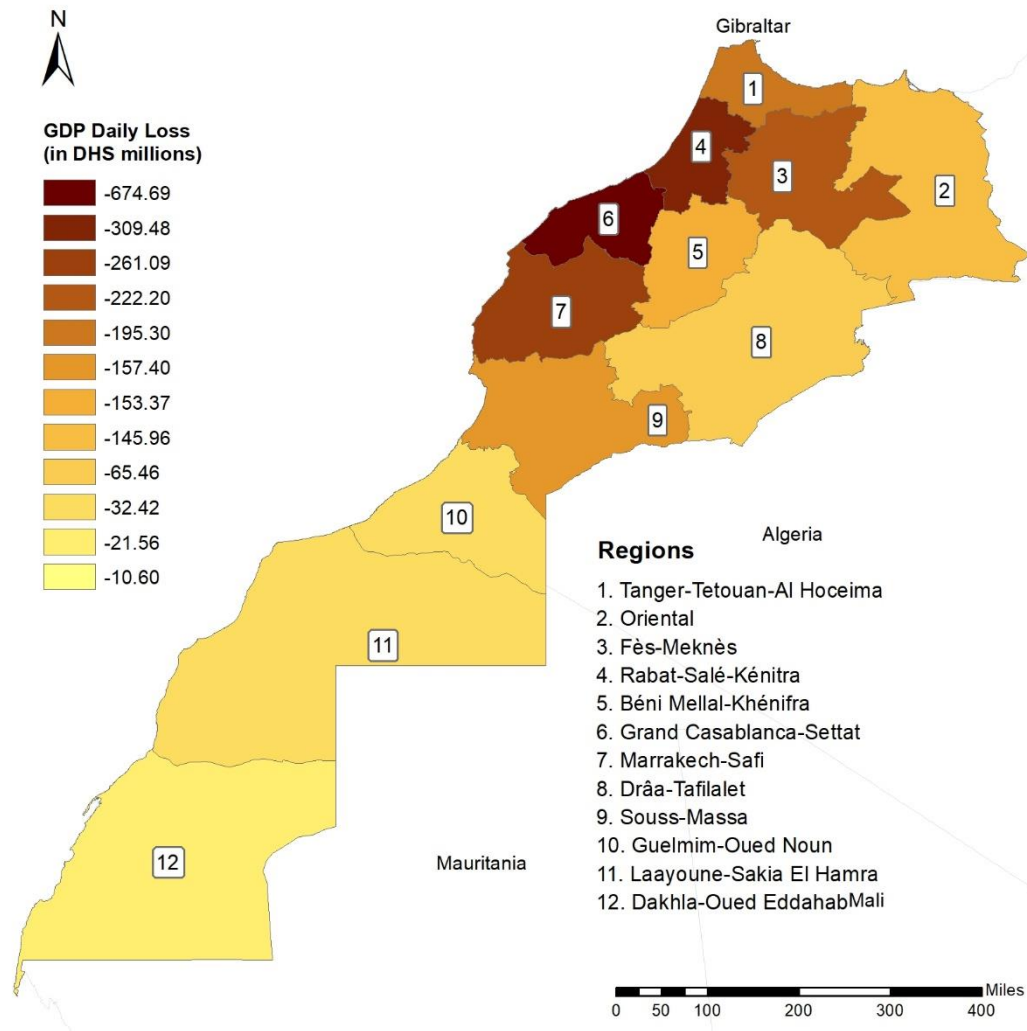 N
Gibraltar
GDP Daily Loss
(in DHS millions)
-674.69
-309.48
-261.09
-222.20
-195.30
-157.40
-153.37
-145.96
-65.46
-32.42
-21.56
-10.60
1
4
3
2
6
5
7
8
9
10
11
12
Algeria
Mauritania
Regions
1. Tanger-Tetouan-Al Hoceima
2. Oriental
3. Fès-Meknès
4. Rabat-Salé-Kénitra
5. Béni Mellal-Khénifra
6. Grand Casablanca-Settat
7. Marrakech-Safi
8. Drâa-Tafilalet
9. Souss-Massa
10. Guelmim-Oued Noun
11. Laayoune-Sakia El Hamra
12. Dakhla-Oued Eddahab Mali
Miles
0 50 100 200 300 400